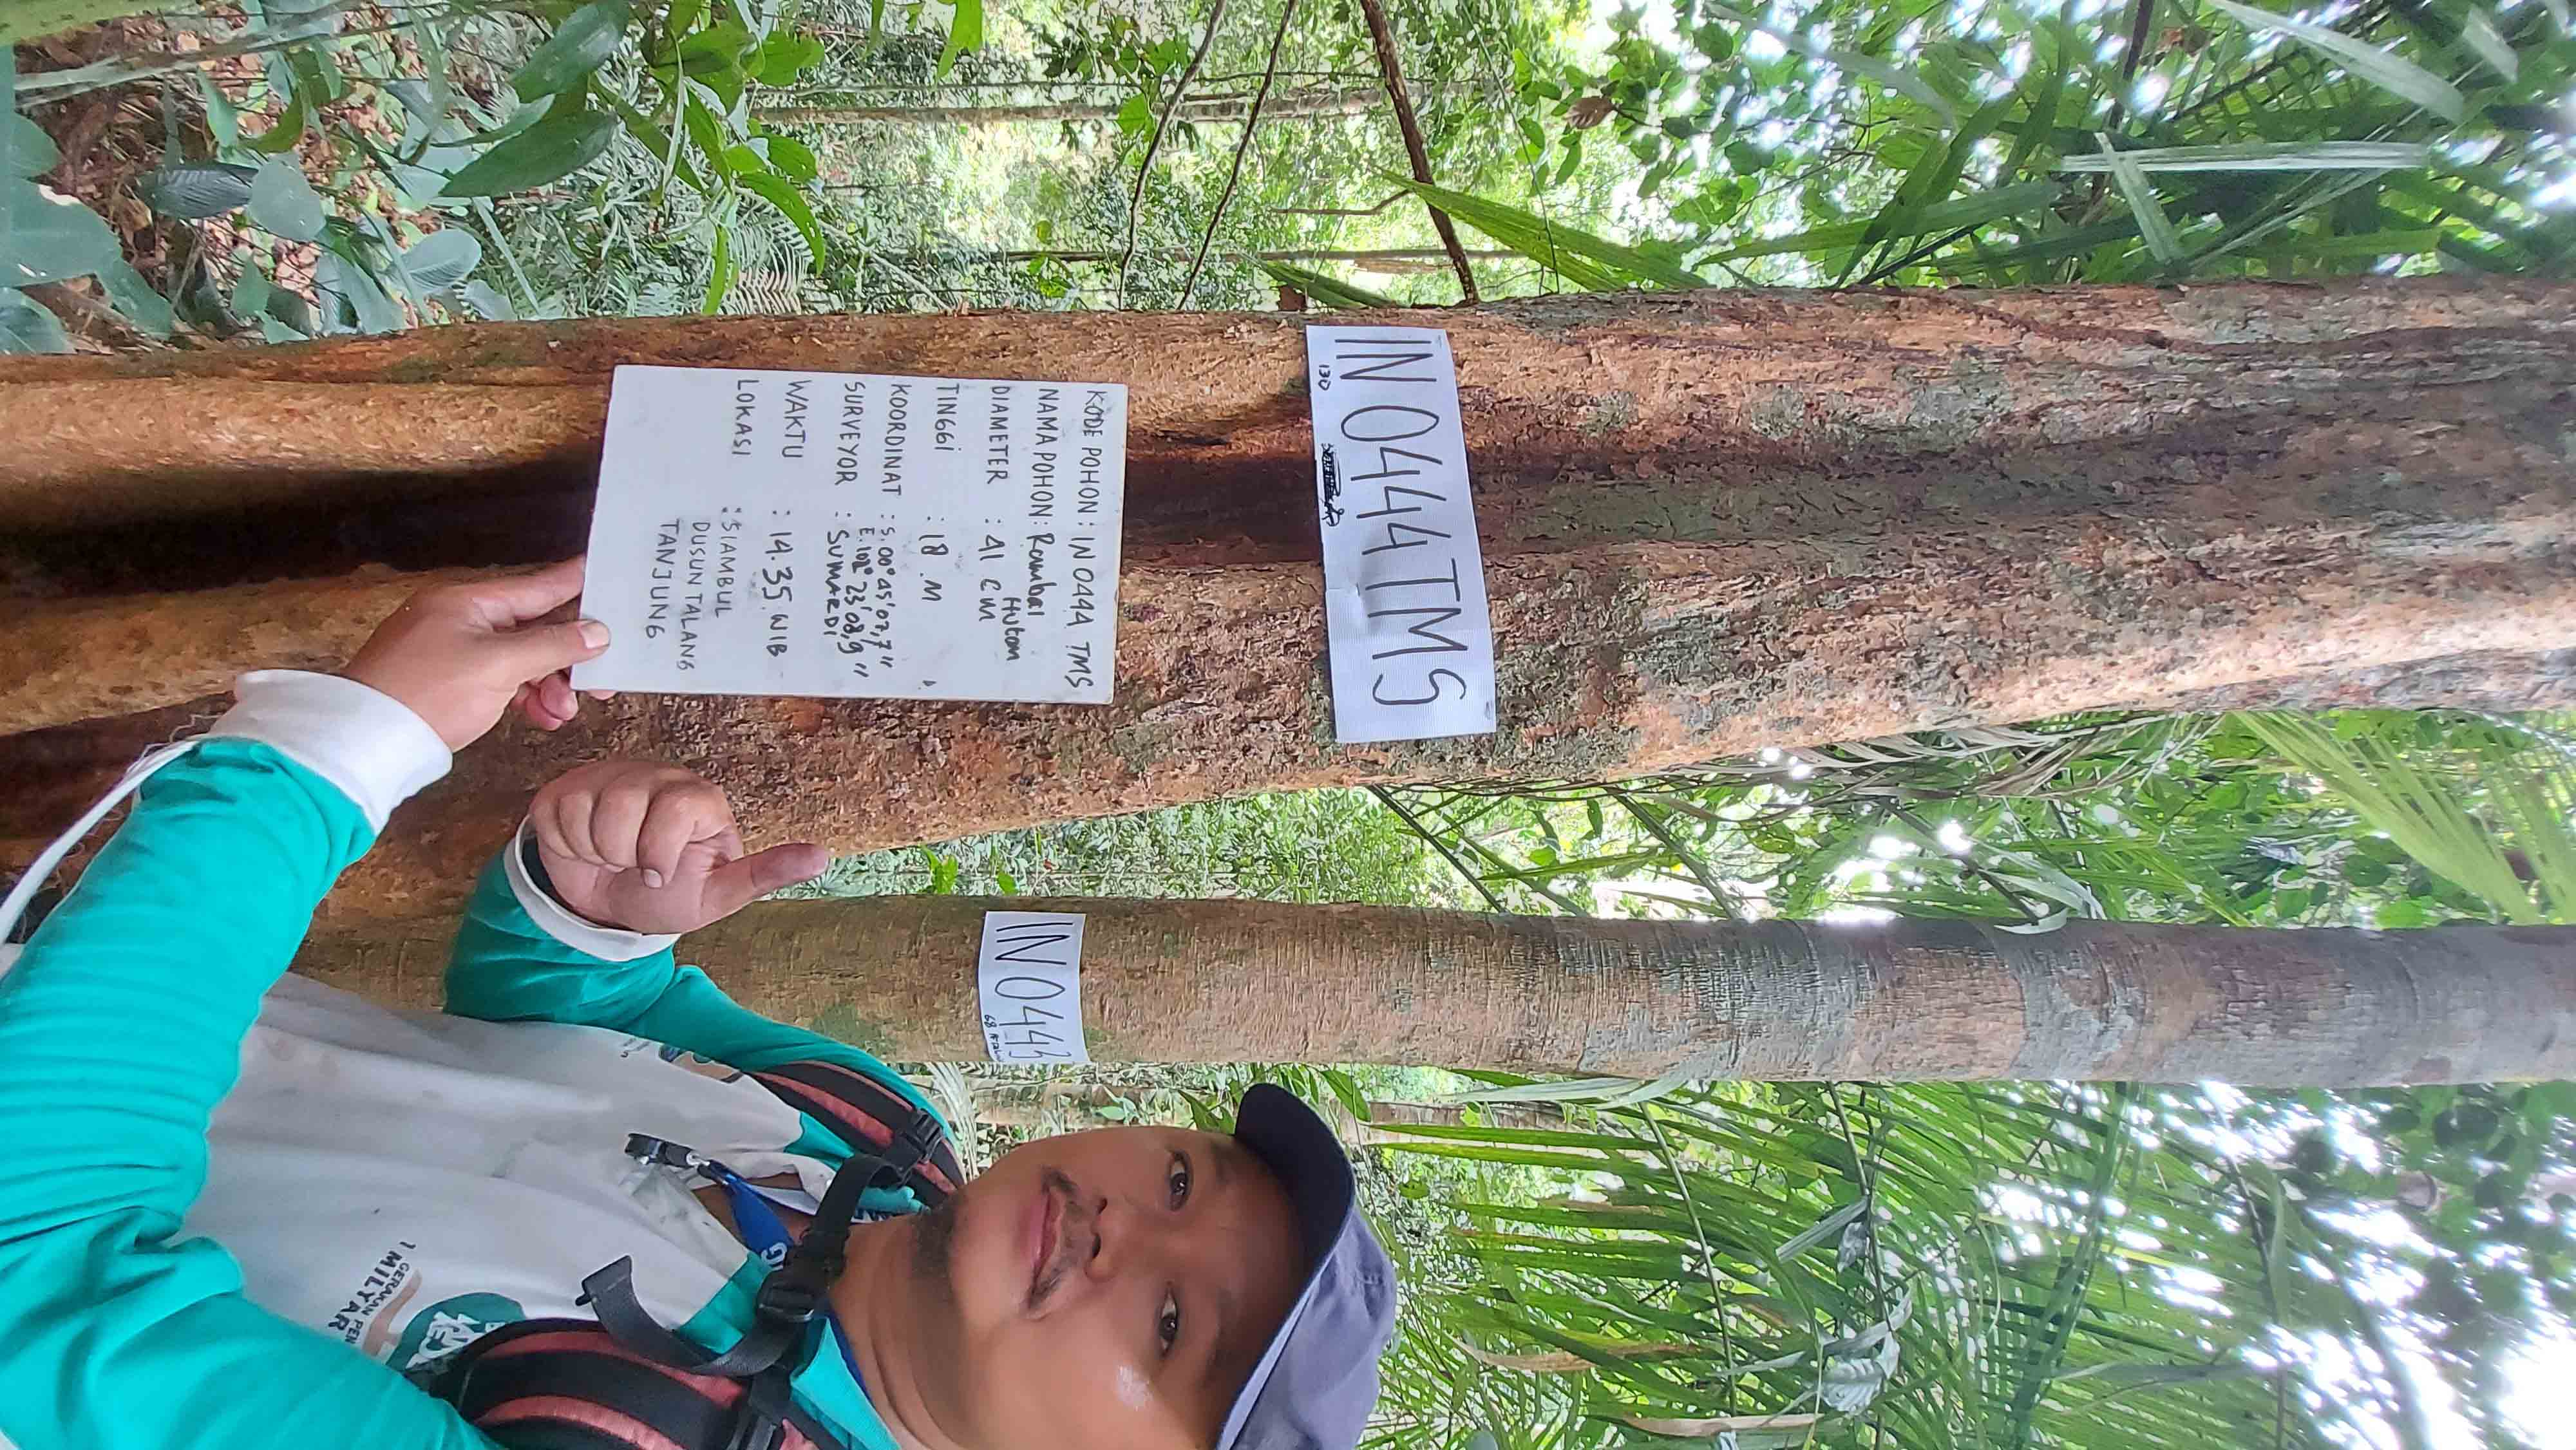 IN 0444 TMS
130
KODE POHON : IN 0444 TMS
NAMA POHON : Rambai
Hutan
DIAMETER : 41 CM
TINGGI : 18 M
KOORDINAT : S. 00° 45' 07,7"
E. 102° 23' 08,9"
SURVEYOR : SUMARDI
WAKTU : 14.35 WIB
LOKASI : SIAMBUL
DUSUN TALANG
TANJUNG
IN 0443
68
GERAKAN PEN
1 MILYAR